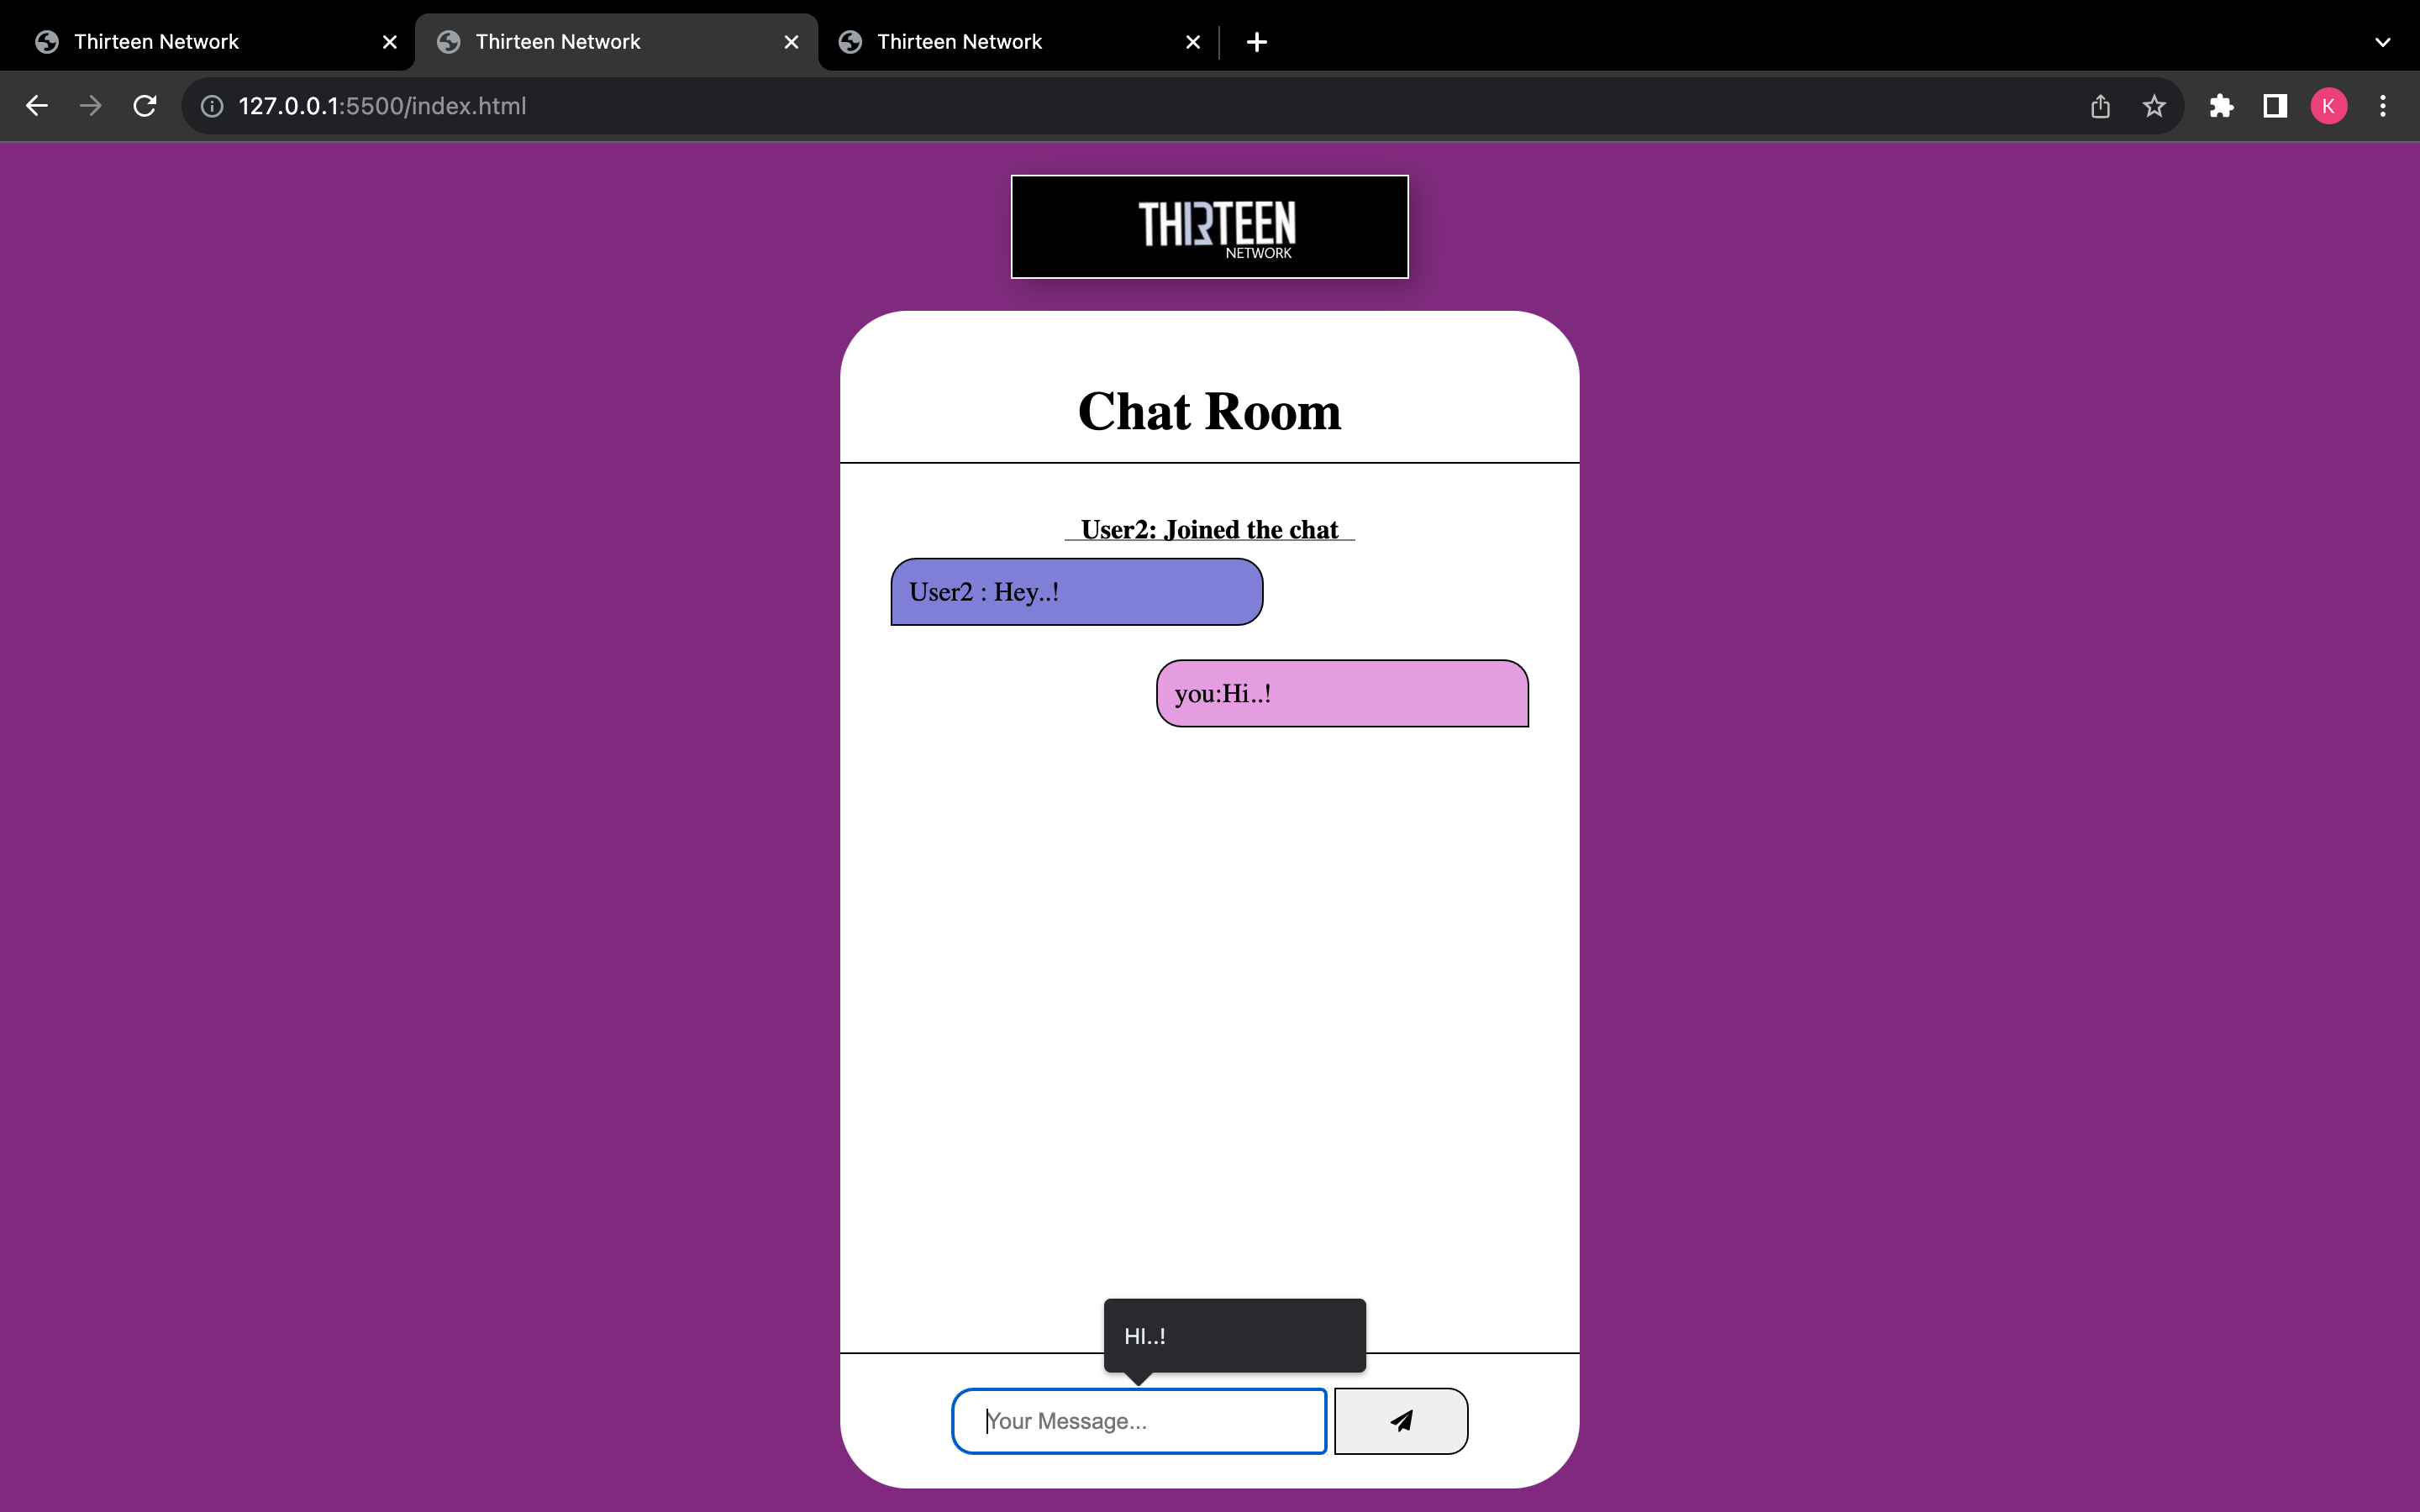 Thirteen Network
Thirteen Network
Thirteen Network
127.0.0.1:5500/index.html
K
THIRTEEN
NETWORK
Chat Room
User2: Joined the chat
User2 : Hey..!
you:Hi..!
HI..!
Your Message...